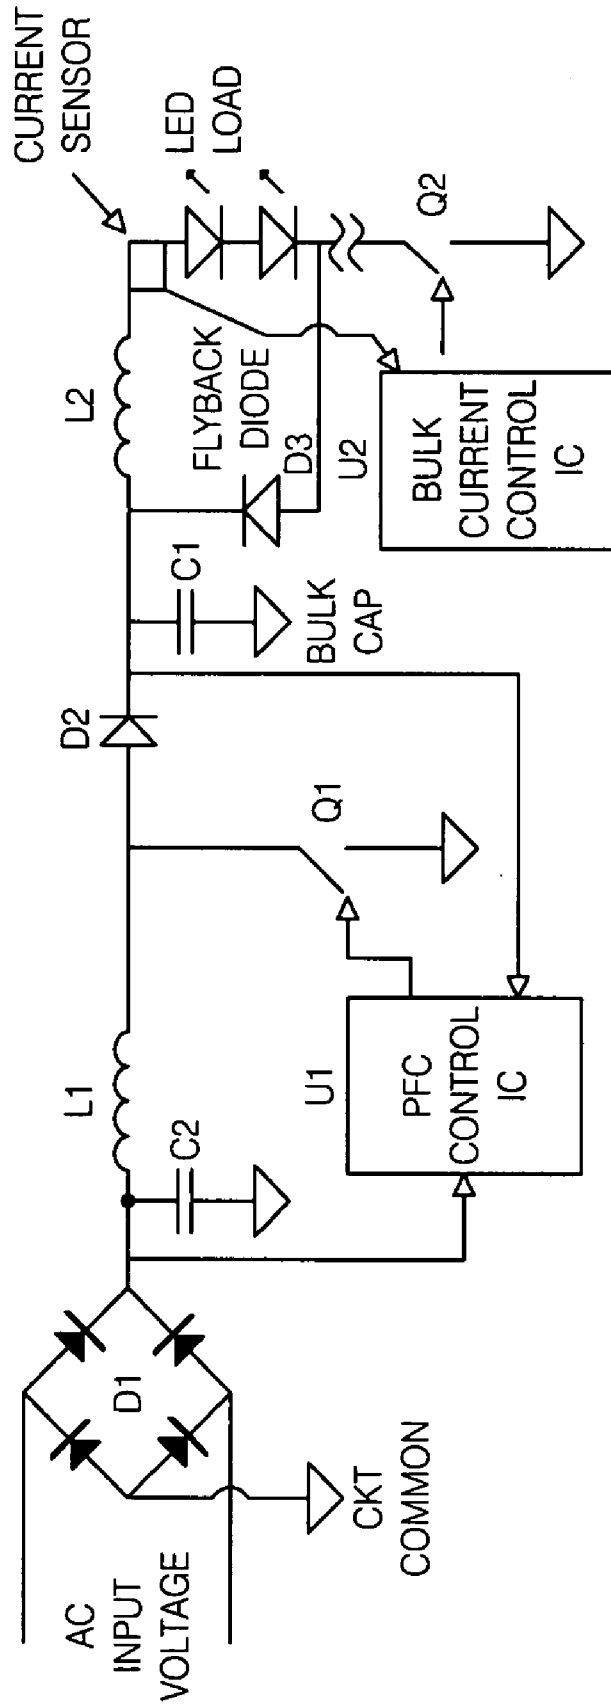 AC
INPUT
VOLTAGE
D1
CKT
COMMON
C2
L1
U1
PFC
CONTROL
IC
Q1
D2
C1
BULK
CAP
L2
FLYBACK
DIODE
D3
U2
BULK
CURRENT
CONTROL
IC
CURRENT
SENSOR
LED
LOAD
Q2